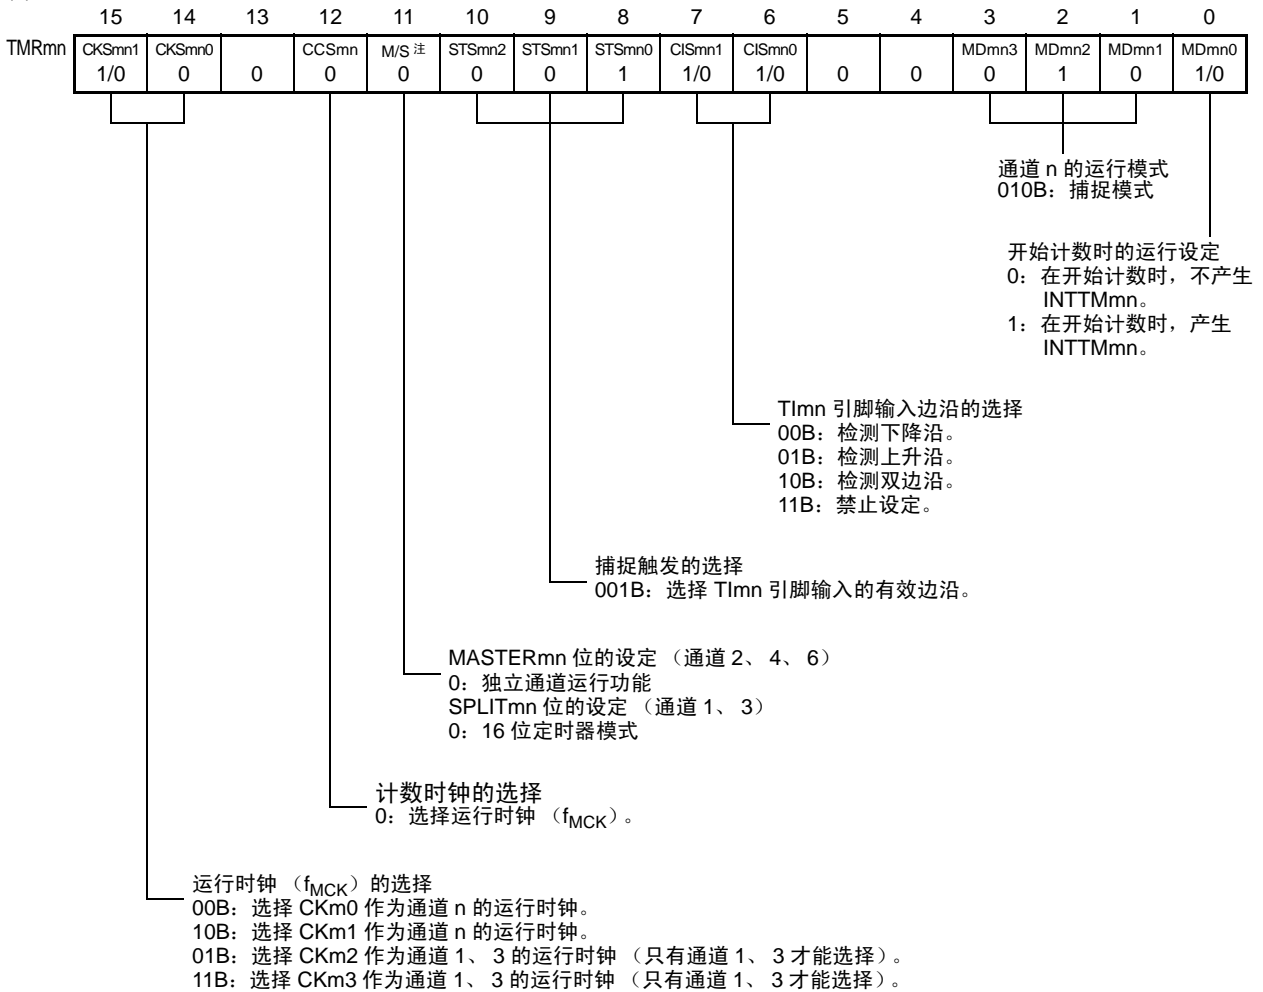 15 14 13 12 11 10 9 8 7 6 5 4 3 2 1 0
TMRmn CKSmn1 CKSmn0 CCSmn M/S 注 STSmn2 STSmn1 STSmn0 CISmn1 CISmn0 MDmn3 MDmn2 MDmn1 MDmn0
1/0 0 0 0 0 0 0 1 1/0 1/0 0 0 0 1 0 1/0
通道 n 的运行模式
010B：捕捉模式
开始计数时的运行设定
0：在开始计数时，不产生
INTTMmn。
1：在开始计数时，产生
INTTMmn。
TImn 引脚输入边沿的选择
00B：检测下降沿。
01B：检测上升沿。
10B：检测双边沿。
11B：禁止设定。
捕捉触发的选择
001B：选择 TImn 引脚输入的有效边沿。
MASTERmn 位的设定 （通道 2、 4、 6）
0：独立通道运行功能
SPLITmn 位的设定 （通道 1、 3）
0：16 位定时器模式
计数时钟的选择
0：选择运行时钟 （fMCK）。
运行时钟 （fMCK）的选择
00B：选择 CKm0 作为通道 n 的运行时钟。
10B：选择 CKm1 作为通道 n 的运行时钟。
01B：选择 CKm2 作为通道 1、 3 的运行时钟 （只有通道 1、 3 才能选择）。
11B：选择 CKm3 作为通道 1、 3 的运行时钟 （只有通道 1、 3 才能选择）。